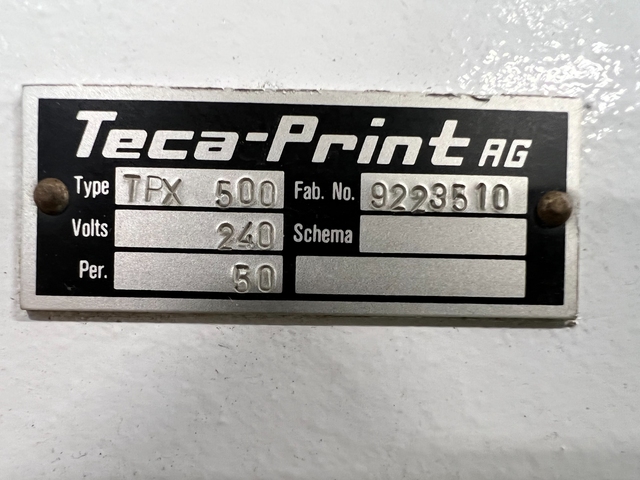 Teca-Print AG
Type TPX 500 Fab. No. 9223510
Volts 240 Schema
Per. 50